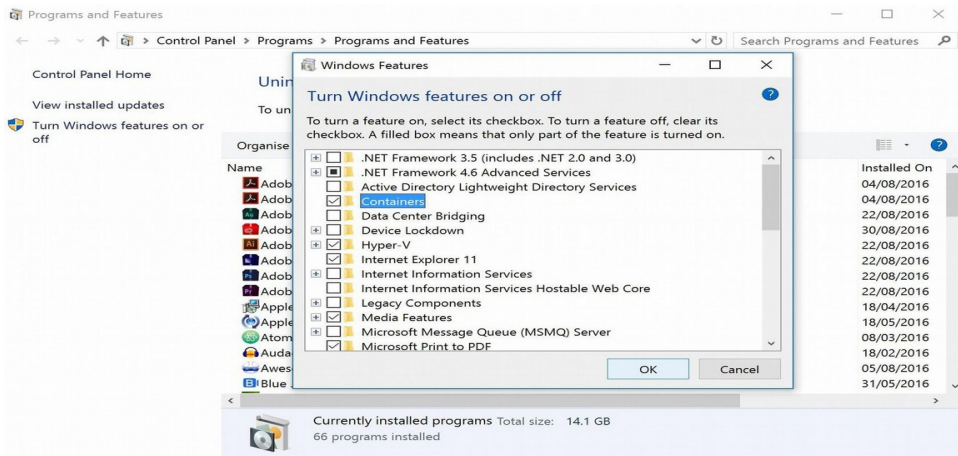 Programs and Features
Control Panel > Programs > Programs and Features
Search Programs and Features
Control Panel Home
View installed updates
Turn Windows features on or
off
Unin
To un
Organise
Name
Installed On
Adob
04/08/2016
Adob
04/08/2016
Adob
22/08/2016
Adob
30/08/2016
Adob
22/08/2016
Adob
22/08/2016
Adob
22/08/2016
Adob
22/08/2016
Apple
18/04/2016
Apple
18/05/2016
Atom
08/03/2016
Auda
18/02/2016
Aweso
05/08/2016
Blue
31/05/2016
Windows Features
Turn Windows features on or off
To turn a feature on, select its checkbox. To turn a feature off, clear its
checkbox. A filled box means that only part of the feature is turned on.
.NET Framework 3.5 (includes .NET 2.0 and 3.0)
.NET Framework 4.6 Advanced Services
Active Directory Lightweight Directory Services
Containers
Data Center Bridging
Device Lockdown
Hyper-V
Internet Explorer 11
Internet Information Services
Internet Information Services Hostable Web Core
Legacy Components
Media Features
Microsoft Message Queue (MSMQ) Server
Microsoft Print to PDF
OK
Cancel
Currently installed programs Total size: 14.1 GB
66 programs installed